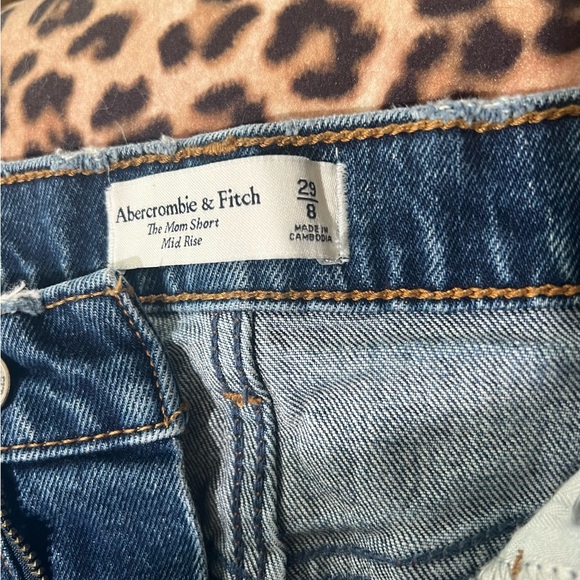 Abercrombie & Fitch
The Mom Short
Mid Rise
29
8
MADE IN
CAMBODIA